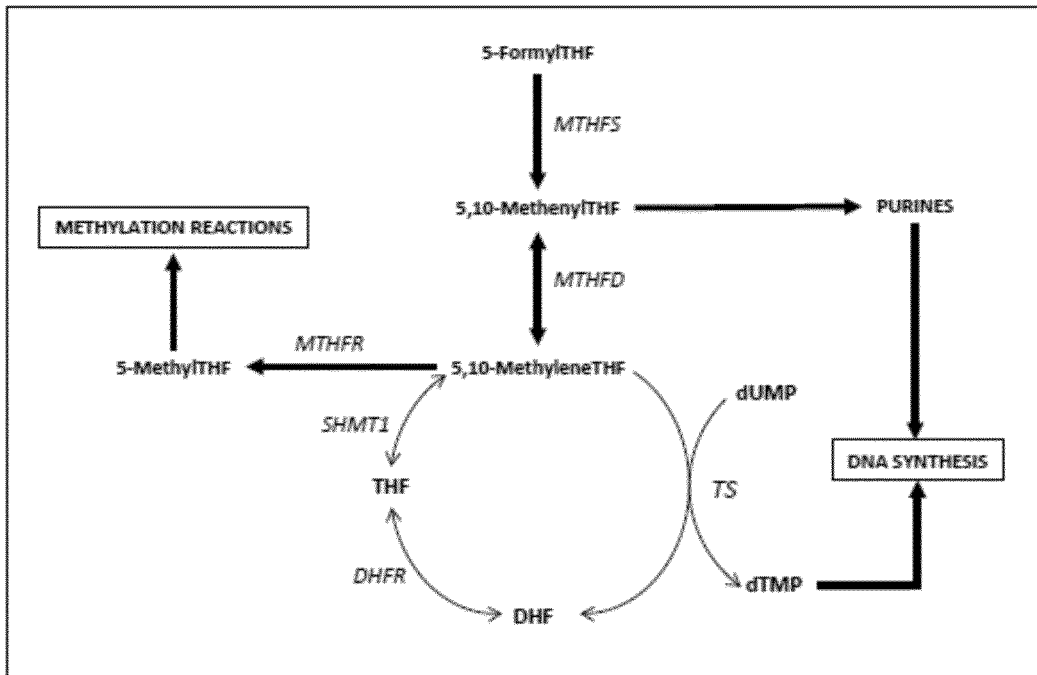 5-FormylTHF
MTHFS
5,10-MethenylTHF
PURINES
METHYLATION REACTIONS
MTHFD
MTHFR
5-MethylTHF
5,10-MethyleneTHF
dUMP
SHMT1
DNA SYNTHESIS
THF
TS
DHFR
dTMP
DHF